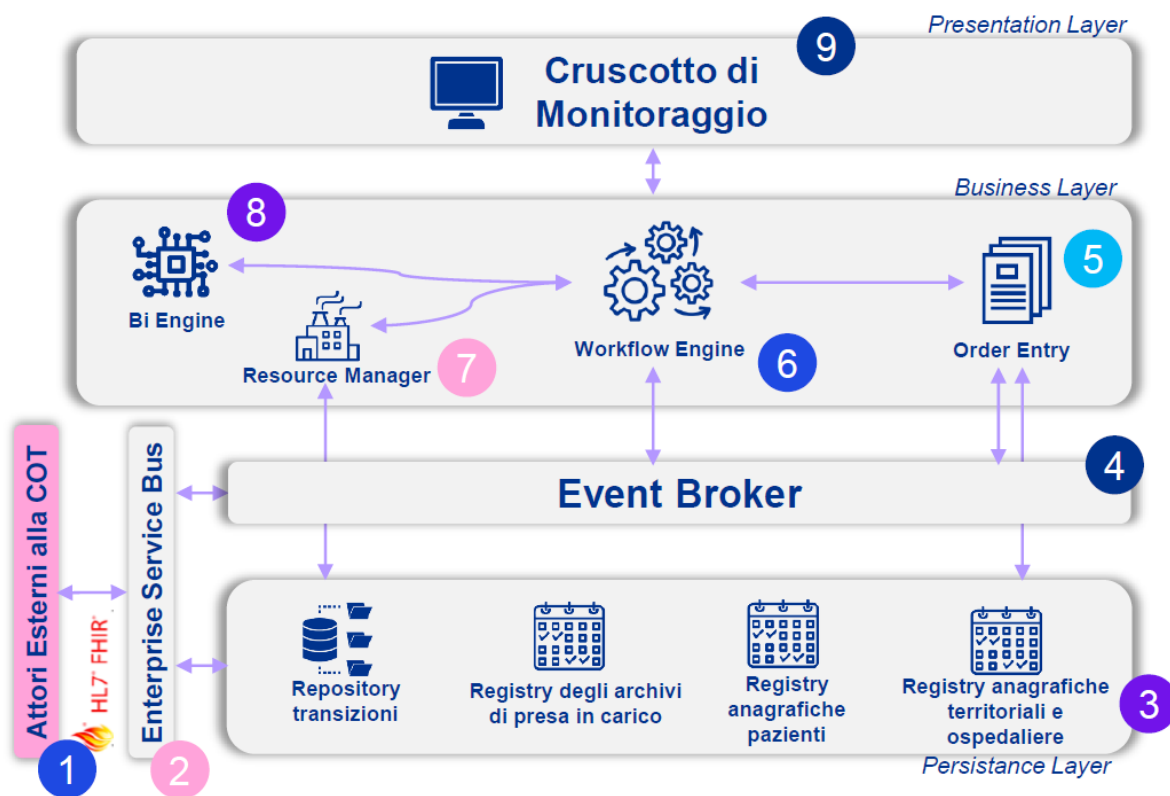 Presentation Layer
9
Cruscotto di
Monitoraggio
Business Layer
8
5
Bi Engine
Workflow Engine
6
Order Entry
Resource Manager
7
Attori Esterni alla COT
HL7® FHIR®
Enterprise Service Bus
4
Event Broker
Repository
transizioni
Registry degli archivi
di presa in carico
Registry
anagrafiche
pazienti
Registry anagrafiche
territoriali e
ospedaliere
3
1
2
Persistance Layer